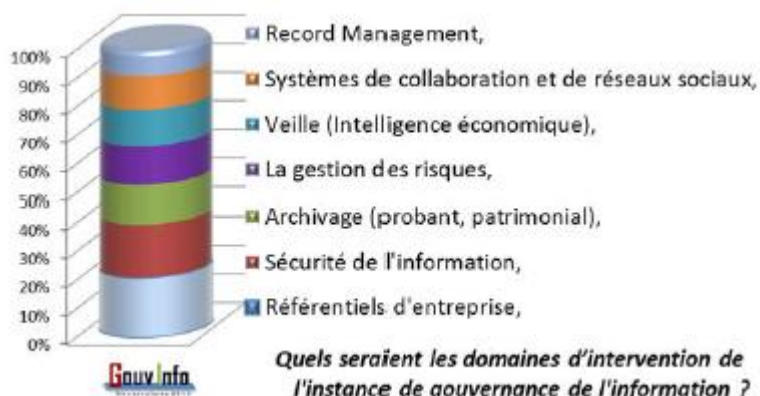 Record Management,
100%
90%
Systèmes de collaboration et de réseaux sociaux,
80%
Veille (Intelligence économique),
70%
60%
La gestion des risques,
50%
40%
Archivage (probant, patrimonial),
30%
Sécurité de l'information,
20%
10%
Référentiels d'entreprise,
0%
Quels seraient les domaines d'intervention de
l'instance de gouvernance de l'information ?
Gouv Info